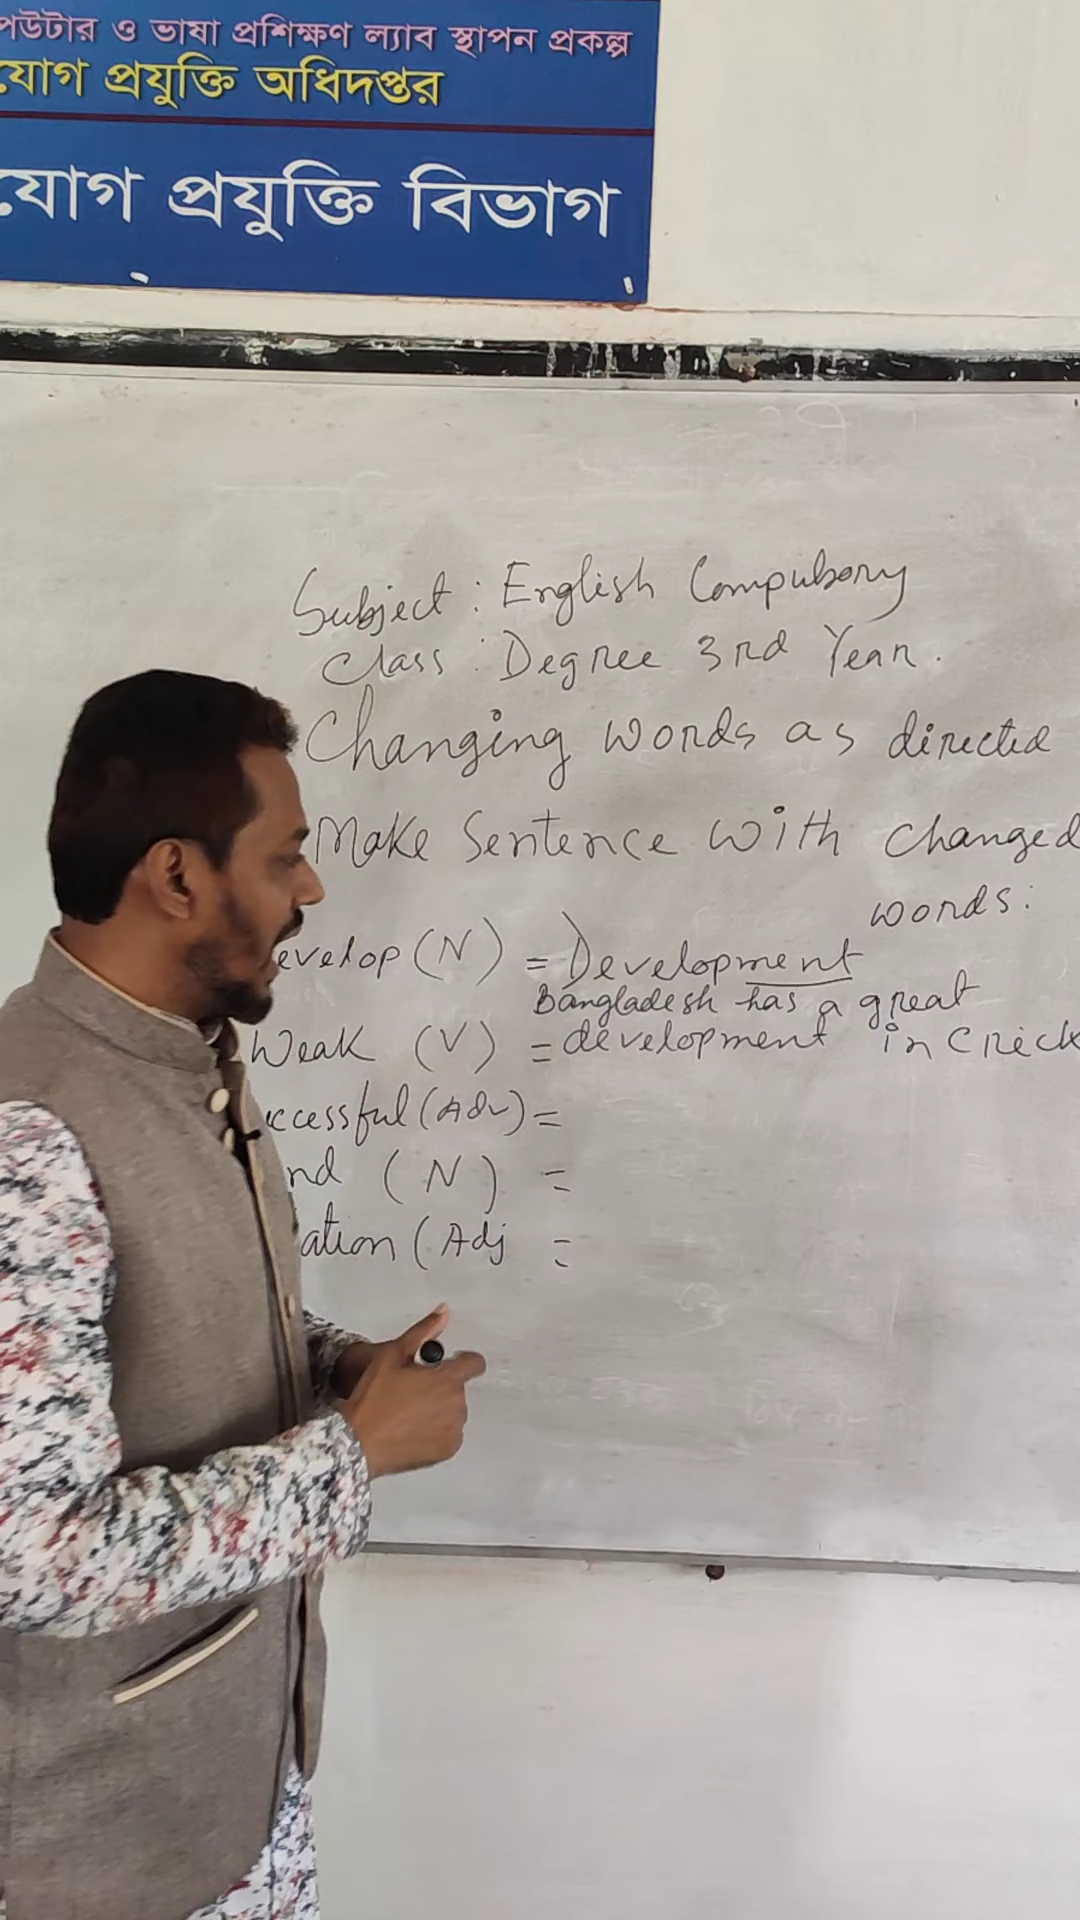 পউটার ও ভাষা প্রশিক্ষণ ল্যাব স্থাপন প্রকল্প
যোগ প্রযুক্তি অধিদপ্তর
যোগ প্রযুক্তি বিভাগ
Subject : English Compulsory
Class : Degree 3rd Year.
Changing words as directed
Make Sentence with changed
words:
evelop (N) = Development
Bangladesh has a great
Weak (V) = development in Crick
ccessful (Adv) =
nd (N) =
ation (Adj =